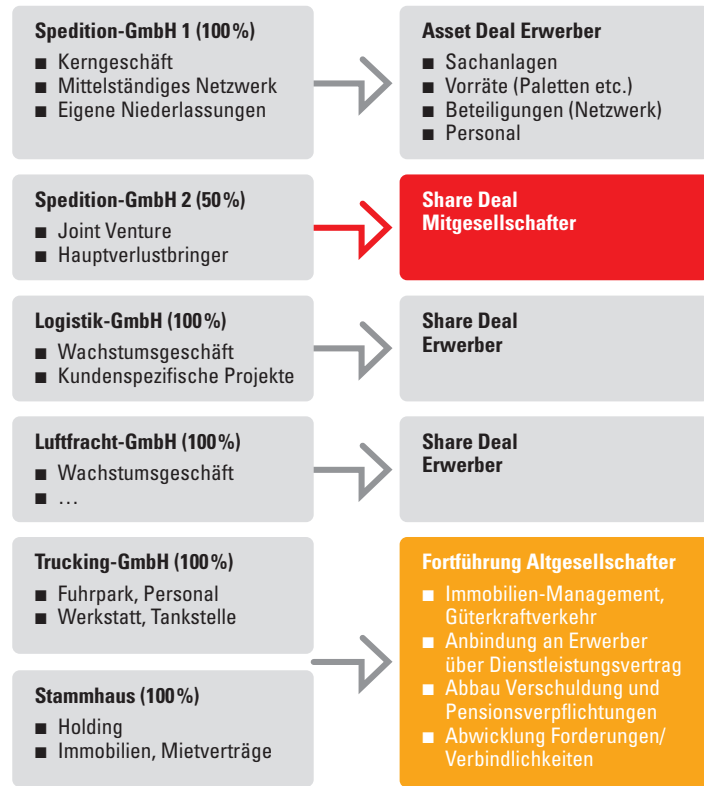 Spedition-GmbH 1 (100%)
■ Kerngeschäft
■ Mittelständiges Netzwerk
■ Eigene Niederlassungen
Asset Deal Erwerber
■ Sachanlagen
■ Vorräte (Paletten etc.)
■ Beteiligungen (Netzwerk)
■ Personal
Spedition-GmbH 2 (50%)
■ Joint Venture
■ Hauptverlustbringer
Share Deal
Mitgesellschafter
Logistik-GmbH (100%)
■ Wachstumsgeschäft
■ Kundenspezifische Projekte
Share Deal
Erwerber
Luftfracht-GmbH (100%)
■ Wachstumsgeschäft
■ …
Share Deal
Erwerber
Trucking-GmbH (100%)
■ Fuhrpark, Personal
■ Werkstatt, Tankstelle
Stammhaus (100%)
■ Holding
■ Immobilien, Mietverträge
Fortführung Altgesellschafter
■ Immobilien-Management,
Güterkraftverkehr
■ Anbindung an Erwerber
über Dienstleistungsvertrag
■ Abbau Verschuldung und
Pensionsverpflichtungen
■ Abwicklung Forderungen/
Verbindlichkeiten